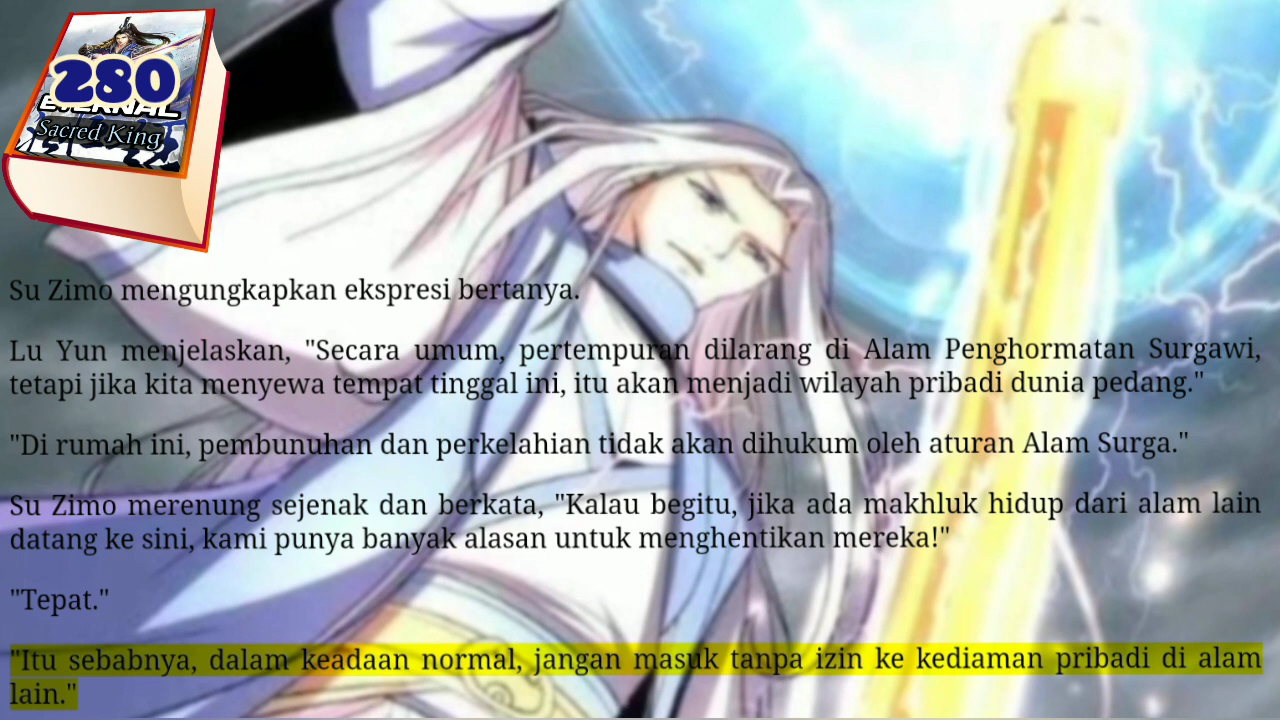 280
ETERNAL
Sacred King
Su Zimo mengungkapkan ekspresi bertanya.
Lu Yun menjelaskan, "Secara umum, pertempuran dilarang di Alam Penghormatan Surgawi,
tetapi jika kita menyewa tempat tinggal ini, itu akan menjadi wilayah pribadi dunia pedang."
"Di rumah ini, pembunuhan dan perkelahian tidak akan dihukum oleh aturan Alam Surga."
Su Zimo merenung sejenak dan berkata, "Kalau begitu, jika ada makhluk hidup dari alam lain
datang ke sini, kami punya banyak alasan untuk menghentikan mereka!"
"Tepat."
"Itu sebabnya, dalam keadaan normal, jangan masuk tanpa izin ke kediaman pribadi di alam
lain."